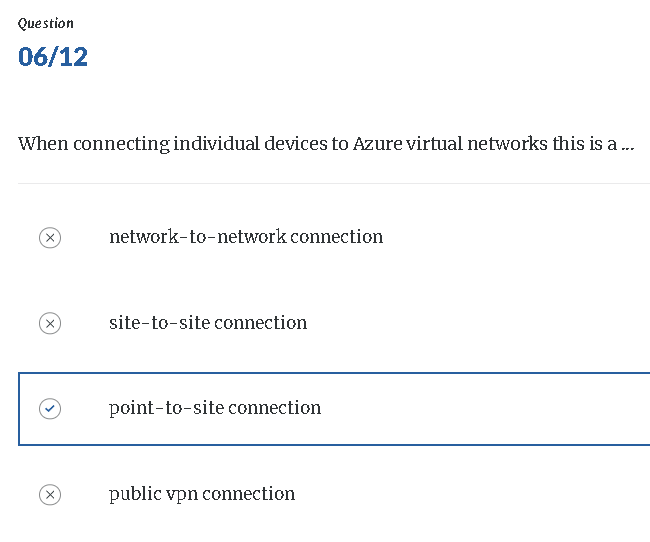 Question
06/12
When connecting individual devices to Azure virtual networks this is a ...
network-to-network connection
site-to-site connection
point-to-site connection
public vpn connection